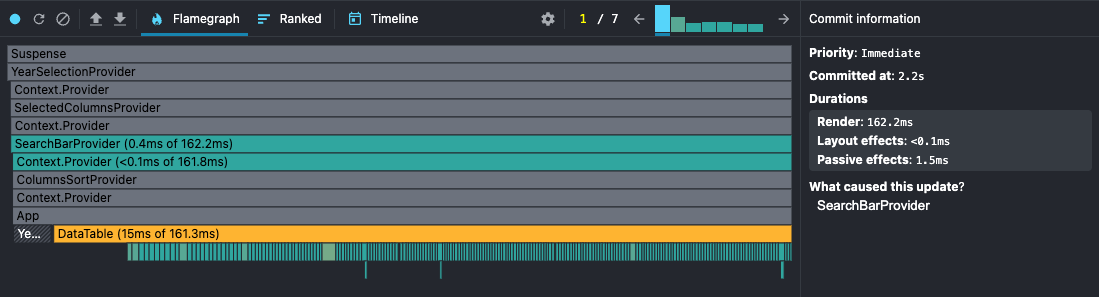 Flamegraph
Ranked
Timeline
1 / 7
Commit information
Suspense
YearSelectionProvider
Context.Provider
SelectedColumnsProvider
Context.Provider
SearchBarProvider (0.4ms of 162.2ms)
Context.Provider (<0.1ms of 161.8ms)
ColumnsSortProvider
Context.Provider
App
Ye...
DataTable (15ms of 161.3ms)
Priority: Immediate
Committed at: 2.2s
Durations
Render: 162.2ms
Layout effects: <0.1ms
Passive effects: 1.5ms
What caused this update?
SearchBarProvider